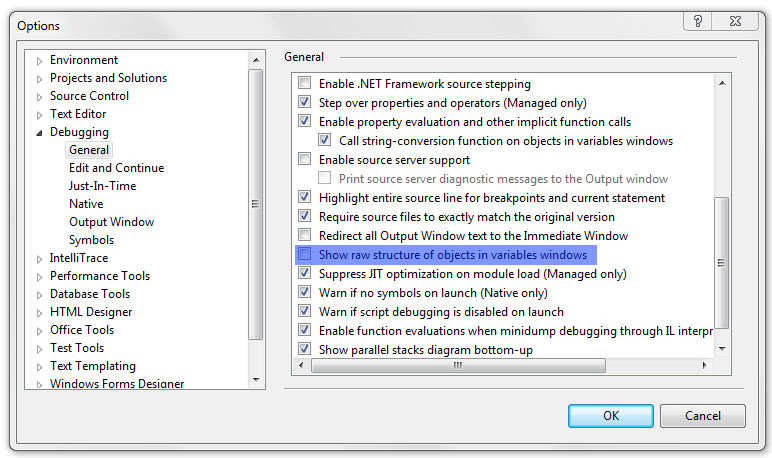 Options
Environment
Projects and Solutions
Source Control
Text Editor
Debugging
General
Edit and Continue
Just-In-Time
Native
Output Window
Symbols
IntelliTrace
Performance Tools
Database Tools
HTML Designer
Office Tools
Test Tools
Text Templating
Windows Forms Designer
General
Enable .NET Framework source stepping
Step over properties and operators (Managed only)
Enable property evaluation and other implicit function calls
Call string-conversion function on objects in variables windows
Enable source server support
Print source server diagnostic messages to the Output window
Highlight entire source line for breakpoints and current statement
Require source files to exactly match the original version
Redirect all Output Window text to the Immediate Window
Show raw structure of objects in variables windows
Suppress JIT optimization on module load (Managed only)
Warn if no symbols on launch (Native only)
Warn if script debugging is disabled on launch
Enable function evaluations when minidump debugging through IL interpr
Show parallel stacks diagram bottom-up
OK
Cancel